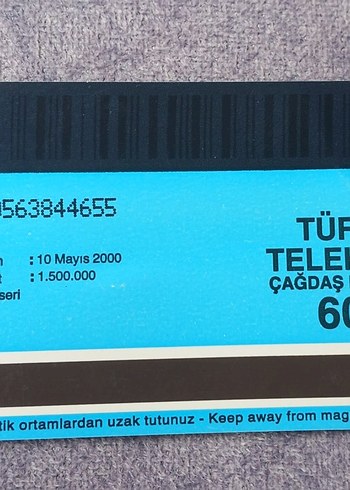 0563844655
: 10 Mayıs 2000
: 1.500.000
seri
TÜR
TELE
ÇAĞDAŞ
60
tik ortamlardan uzak tutunuz - Keep away from mag